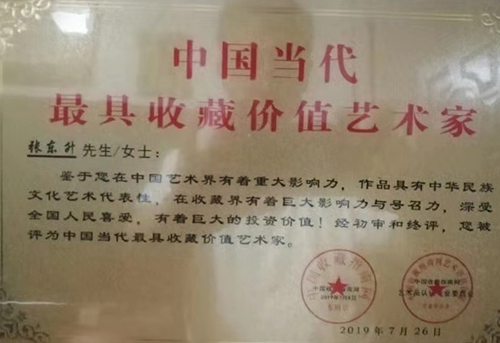 中国当代
最具收藏价值艺术家
张东升 先生/女士：
鉴于您在中国艺术界有着重大影响力，作品具有中华民族
文化艺术代表性，在收藏界有着巨大影响力与号召力，深受
全国人民喜爱，有着巨大的投资价值！经初审和终评，您被
评为中国当代最具收藏价值艺术家。
2019年7月26日